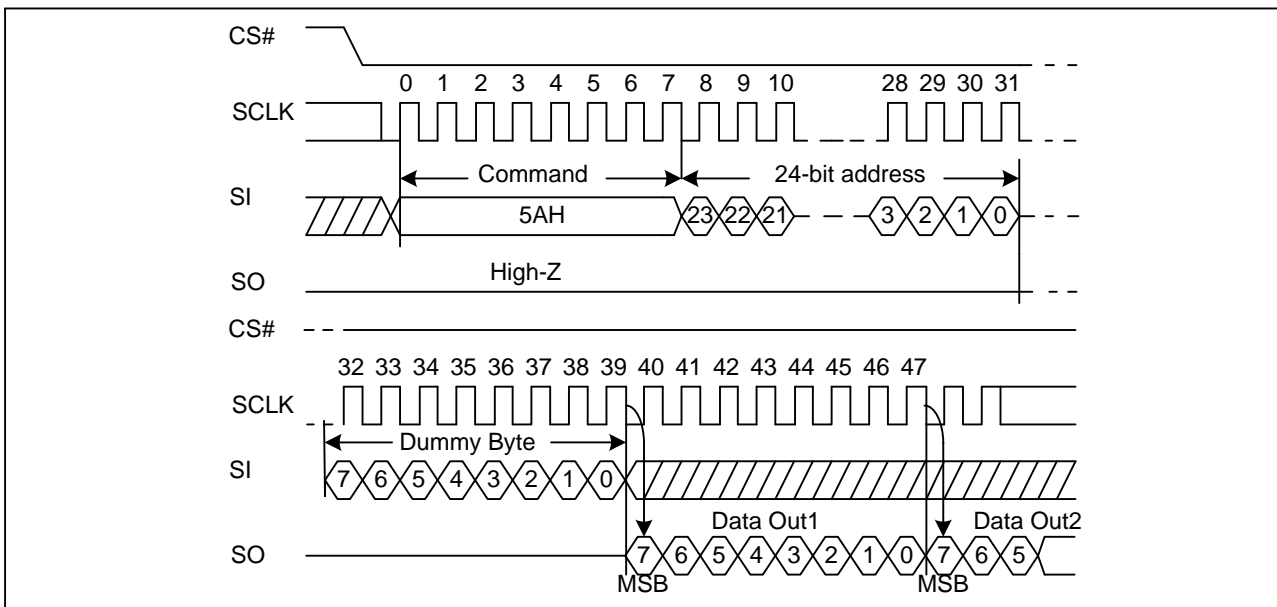 CS#
0 1 2 3 4 5 6 7 8 9 10 28 29 30 31
SCLK
Command 24-bit address
SI
5AH 23 22 21 3 2 1 0
High-Z
SO
CS#
32 33 34 35 36 37 38 39 40 41 42 43 44 45 46 47
SCLK
Dummy Byte
SI
7 6 5 4 3 2 1 0
Data Out1 Data Out2
SO
7 6 5 4 3 2 1 0 7 6 5
MSB MSB